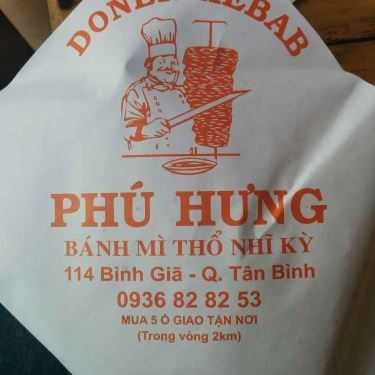 DONER KEBAB
PHÚ HƯNG
BÁNH MÌ THỔ NHĨ KỲ
114 Bình Giã - Q. Tân Bình
0936 82 82 53
MUA 5 Ổ GIAO TẬN NƠI
(Trong vòng 2km)